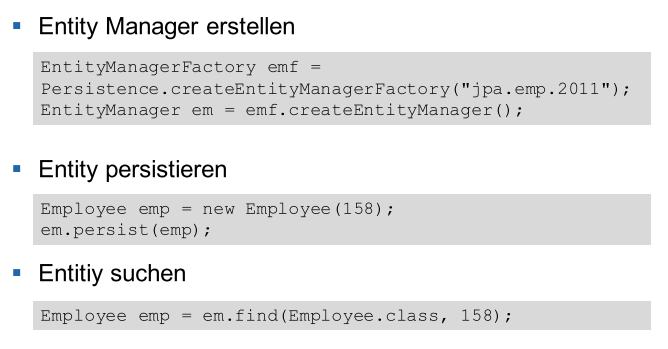 Entity Manager erstellen
EntityManagerFactory emf =
Persistence.createEntityManagerFactory("jpa.emp.2011");
EntityManager em = emf.createEntityManager();
Entity persistieren
Employee emp = new Employee(158);
em.persist(emp);
Entitiy suchen
Employee emp = em.find(Employee.class, 158);